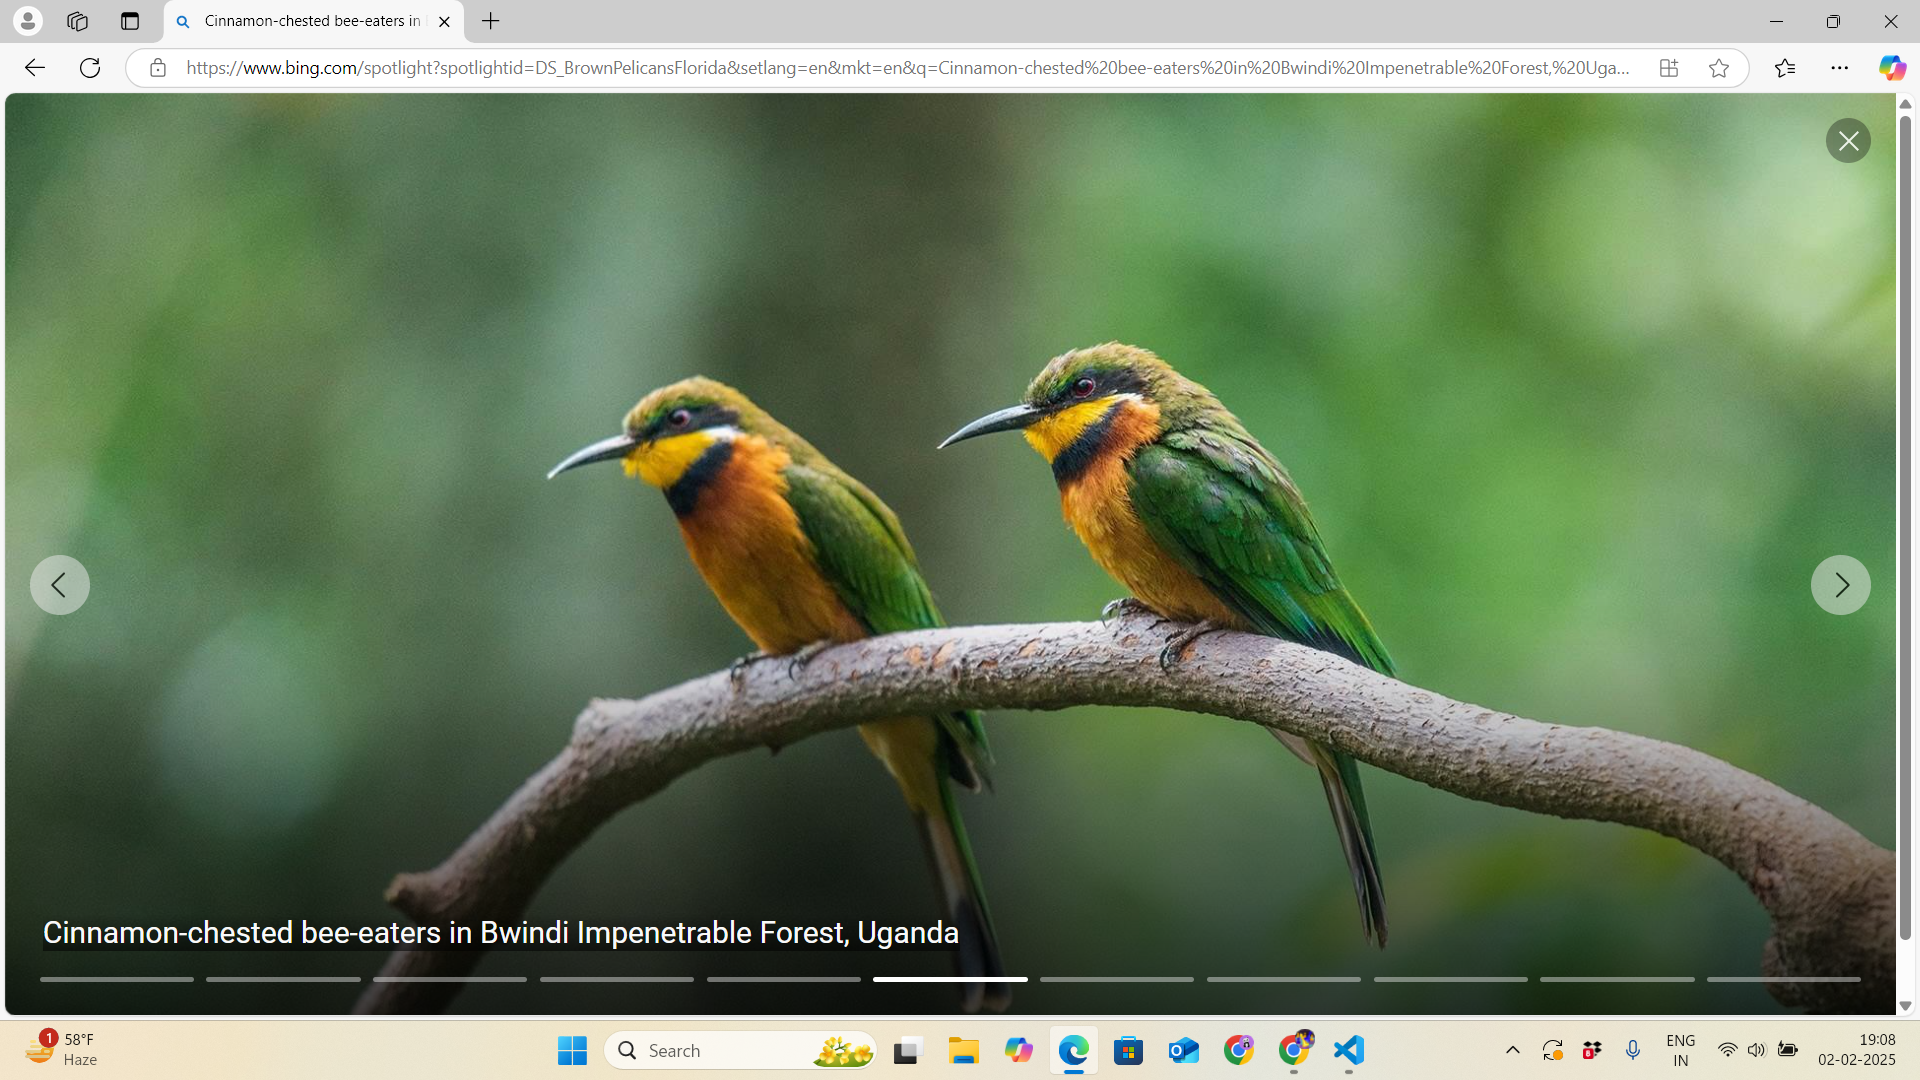 Cinnamon-chested bee-eaters in
https://www.bing.com/spotlight?spotlightid=DS_BrownPelicansFlorida&setlang=en&mkt=en&q=Cinnamon-chested%20bee-eaters%20in%20Bwindi%20Impenetrable%20Forest,%20Uga...
Cinnamon-chested bee-eaters in Bwindi Impenetrable Forest, Uganda
1
58°F
Haze
Search
8
ENG
IN
19:08
02-02-2025